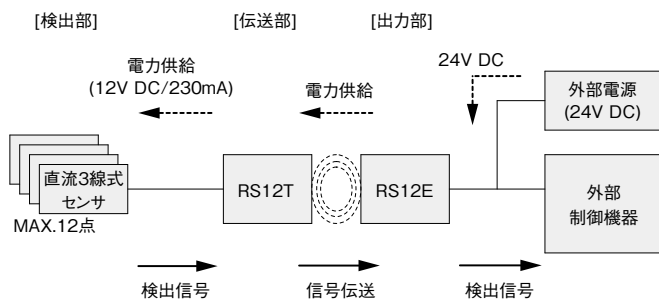 [検出部]
[伝送部]
[出力部]
電力供給
(12V DC/230mA)
電力供給
24V DC
外部電源
(24V DC)
直流3線式
センサ
MAX.12点
RS12T
RS12E
外部
制御機器
検出信号
信号伝送
検出信号